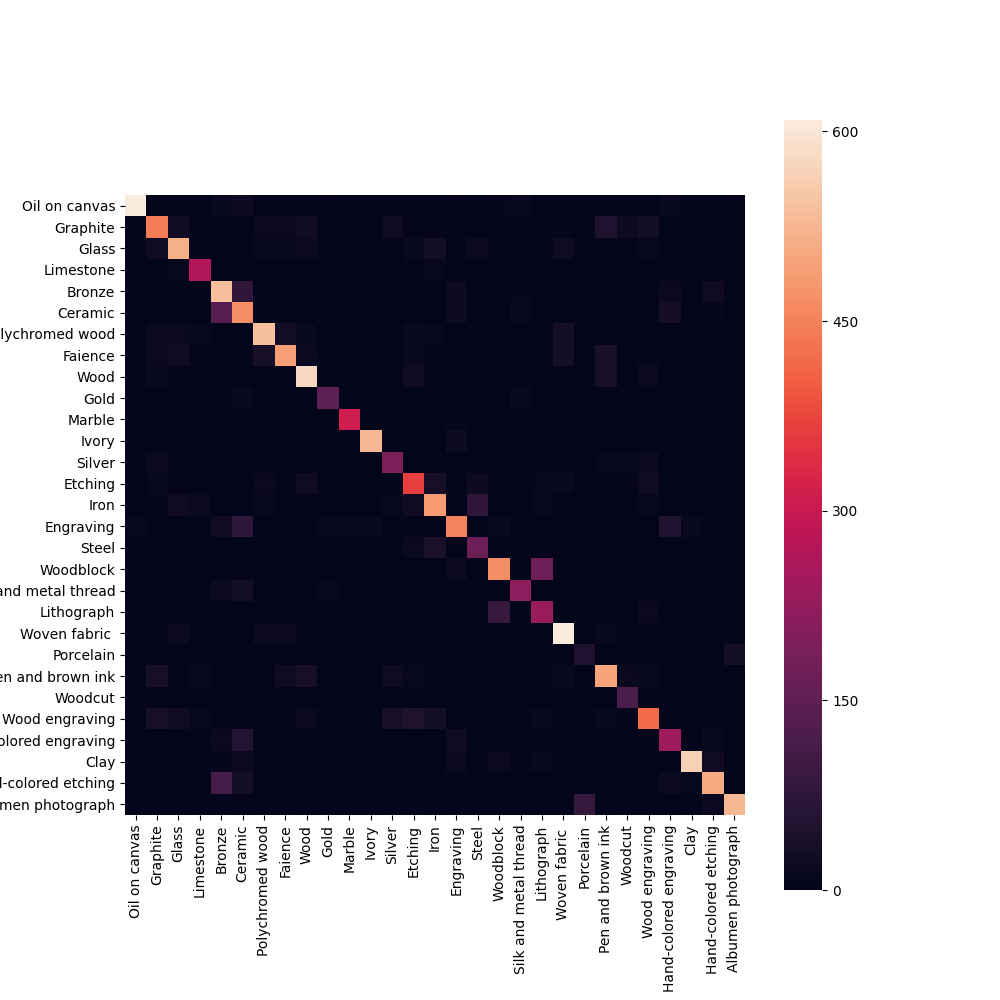 Oil on canvas
Graphite
Glass
Limestone
Bronze
Ceramic
lychromed wood
Faience
Wood
Gold
Marble
Ivory
Silver
Etching
Iron
Engraving
Steel
Woodblock
and metal thread
Lithograph
Woven fabric
Porcelain
en and brown ink
Woodcut
Wood engraving
olored engraving
Clay
d-colored etching
men photograph
Oil on canvas
Graphite
Glass
Limestone
Bronze
Ceramic
Polychromed wood
Faience
Wood
Gold
Marble
Ivory
Silver
Etching
Iron
Engraving
Steel
Woodblock
Silk and metal thread
Lithograph
Woven fabric
Porcelain
Pen and brown ink
Woodcut
Wood engraving
Hand-colored engraving
Clay
Hand-colored etching
Albumen photograph
600
450
300
150
0